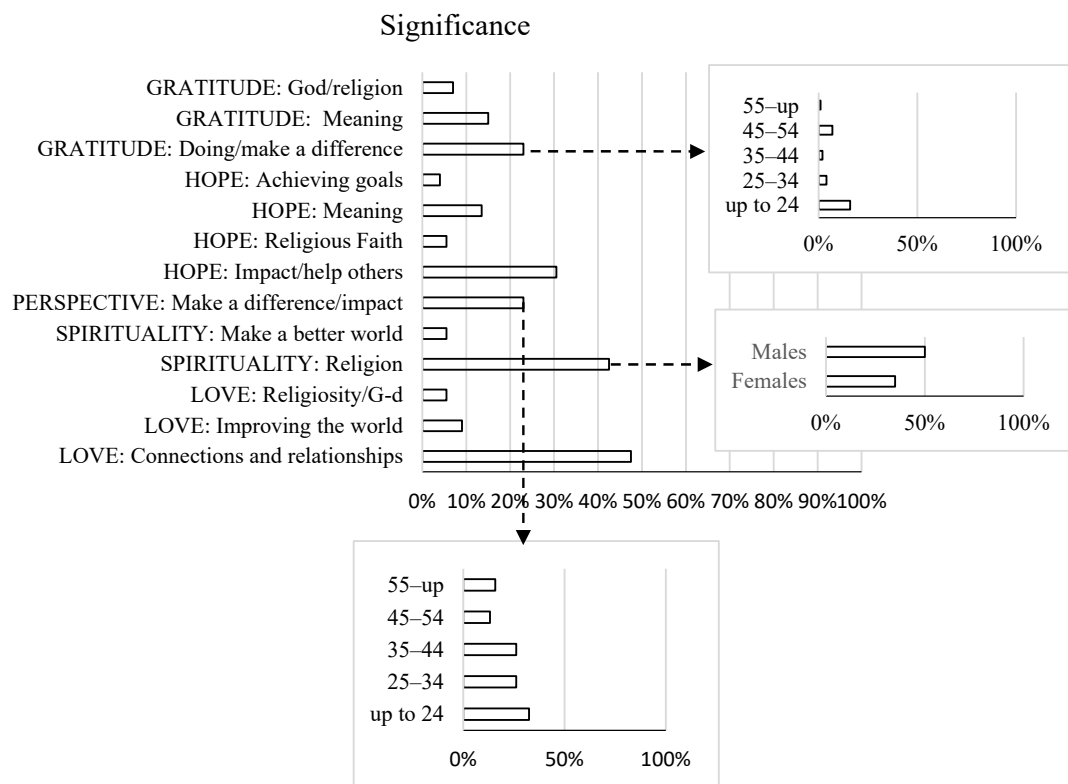 Significance
GRATITUDE: God/religion
GRATITUDE: Meaning
GRATITUDE: Doing/make a difference
HOPE: Achieving goals
HOPE: Meaning
HOPE: Religious Faith
HOPE: Impact/help others
PERSPECTIVE: Make a difference/impact
SPIRITUALITY: Make a better world
SPIRITUALITY: Religion
LOVE: Religiosity/G-d
LOVE: Improving the world
LOVE: Connections and relationships
0% 10% 20% 30% 40% 50% 60% 70% 80% 90% 100%
55–up
45–54
35–44
25–34
up to 24
0% 50% 100%
Males
Females
0% 50% 100%
55–up
45–54
35–44
25–34
up to 24
0% 50% 100%